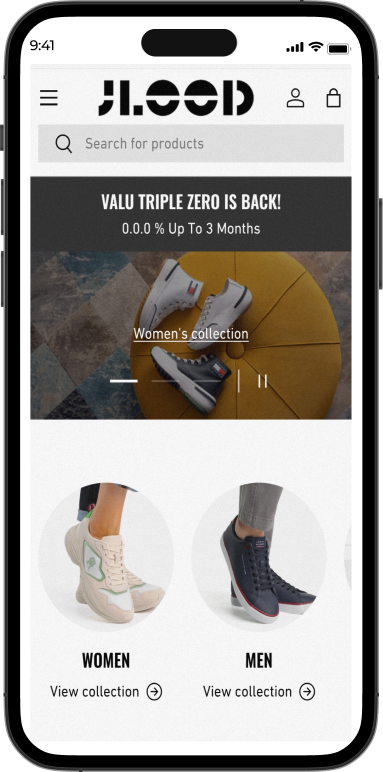 9:41
JLOOD
Search for products
VALU TRIPLE ZERO IS BACK!
0.0.0 % Up To 3 Months
Women's collection
WOMEN
MEN
View collection
View collection